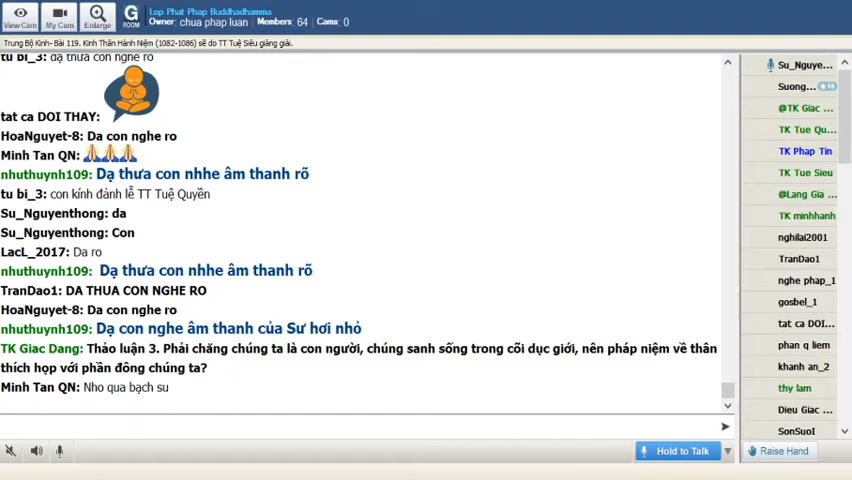 View Cam
My Cam
Enlarge
G
ROOM
Lop Phat Phap Buddhadhamma
Owner: chua phap luan Members: 64 Cams: 0
Trung Bộ Kinh- Bài 119. Kinh Thân Hành Niệm (1082-1086) sẽ do TT Tuệ Siêu giảng giải.
tu bi_3: dạ thưa con nghe ro
tat ca DOI THAY:
HoaNguyet-8: Da con nghe ro
Minh Tan QN:
nhuthuynh109: Dạ thưa con nhhe âm thanh rõ
tu bi_3: con kính đảnh lễ TT Tuệ Quyền
Su_Nguyenthong: da
Su_Nguyenthong: Con
LacL_2017: Da ro
nhuthuynh109: Dạ thưa con nhhe âm thanh rõ
TranDao1: DA THUA CON NGHE RO
HoaNguyet-8: Da con nghe ro
nhuthuynh109: Dạ con nghe âm thanh của Sư hơi nhỏ
TK Giac Dang: Thảo luận 3. Phải chăng chúng ta là con người, chúng sanh sống trong cõi dục giới, nên pháp niệm về thân
thích họp với phần đông chúng ta?
Minh Tan QN: Nho qua bạch su
Hold to Talk
Su_Nguye...
Suong... 10
@TK Giac ...
TK Tue Qu...
TK Phap Tin
TK Tue Sieu
@Lang Gia ...
TK minhhanh
nghilai2001
TranDao1
nghe phap_1
gosbel_1
tat ca DOI...
phan q liem
khanh an_2
thy lam
Dieu Giac ...
SonSuoI
Raise Hand